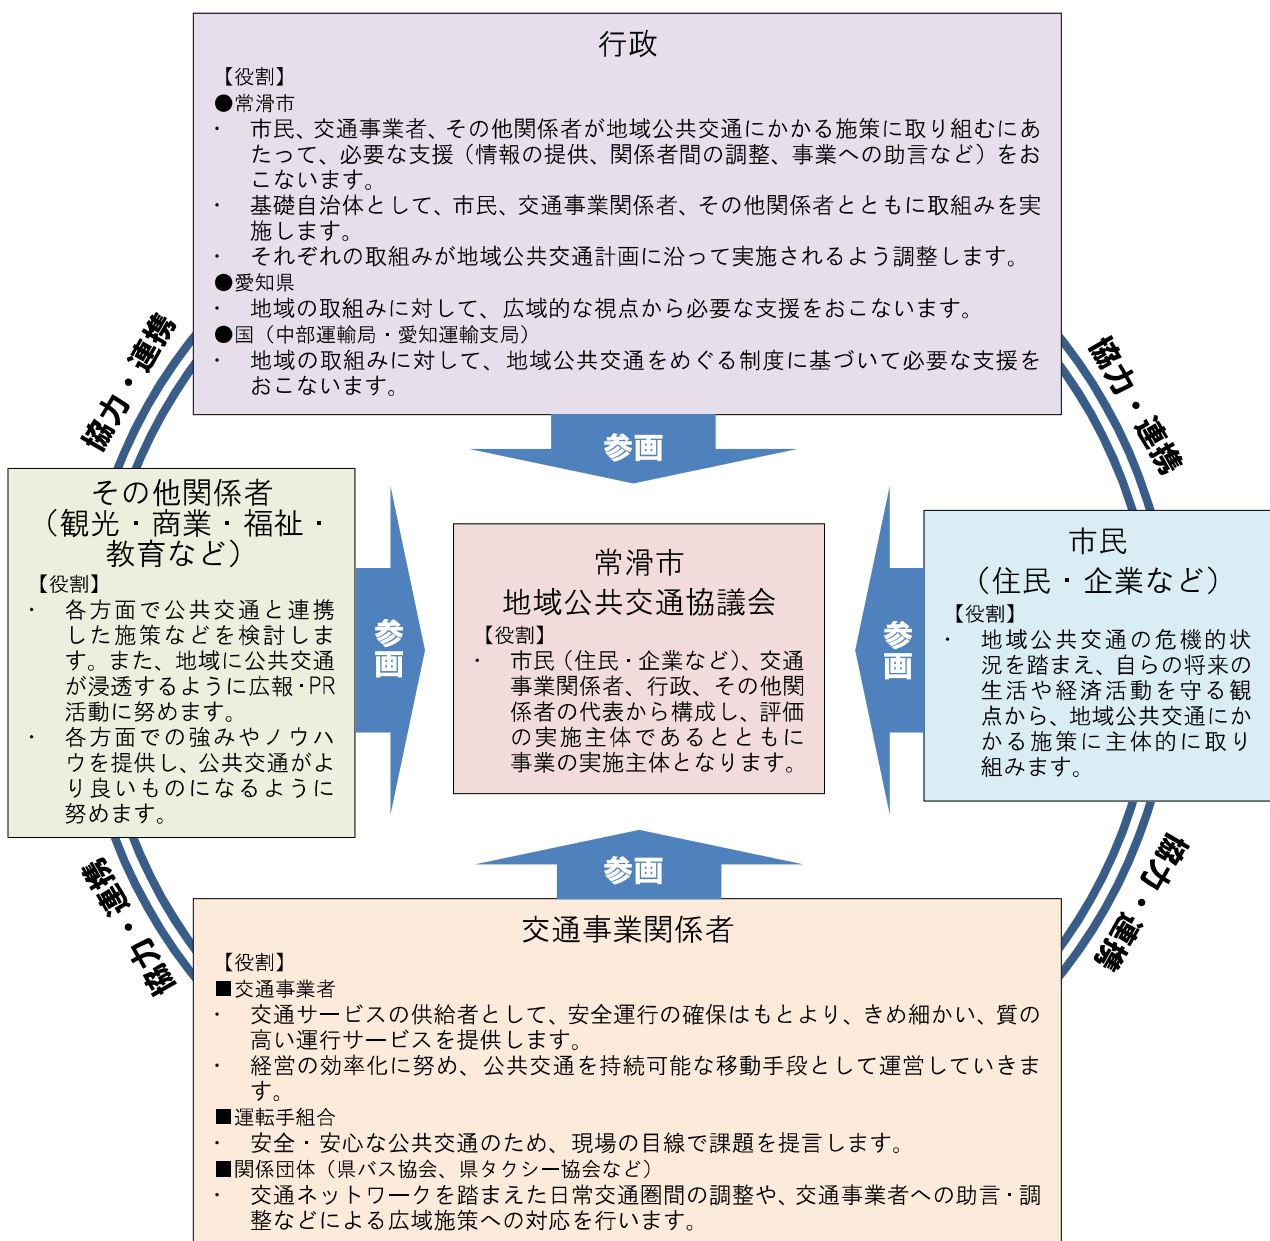 行政
【役割】
●常滑市
・ 市民、交通事業者、その他関係者が地域公共交通にかかる施策に取り組むにあ
たって、必要な支援（情報の提供、関係者間の調整、事業への助言など）をお
こないます。
・ 基礎自治体として、市民、交通事業関係者、その他関係者とともに取組みを実
施します。
・ それぞれの取組みが地域公共交通計画に沿って実施されるよう調整します。
●愛知県
・ 地域の取組みに対して、広域的な視点から必要な支援をおこないます。
●国（中部運輸局・愛知運輸支局）
・ 地域の取組みに対して、地域公共交通をめぐる制度に基づいて必要な支援を
おこないます。
協力・連携
協力・連携
参画
その他関係者
（観光・商業・福祉・
教育など）
【役割】
・ 各方面で公共交通と連携
した施策などを検討しま
す。また、地域に公共交通
が浸透するように広報・PR
活動に努めます。
・ 各方面での強みやノウハ
ウを提供し、公共交通がよ
り良いものになるように
努めます。
参画
常滑市
地域公共交通協議会
【役割】
・ 市民（住民・企業など）、交通
事業関係者、行政、その他関
係者の代表から構成し、評価
の実施主体であるとともに
事業の実施主体となります。
参画
市民
（住民・企業など）
【役割】
・ 地域公共交通の危機的状
況を踏まえ、自らの将来の
生活や経済活動を守る観
点から、地域公共交通にか
かる施策に主体的に取り
組みます。
参画
協力・連携
協力・連携
交通事業関係者
【役割】
■交通事業者
・ 交通サービスの供給者として、安全運行の確保はもとより、きめ細かい、質の
高い運行サービスを提供します。
・ 経営の効率化に努め、公共交通を持続可能な移動手段として運営していきま
す。
■運転手組合
・ 安全・安心な公共交通のため、現場の目線で課題を提言します。
■関係団体（県バス協会、県タクシー協会など）
・ 交通ネットワークを踏まえた日常交通圏間の調整や、交通事業者への助言・調
整などによる広域施策への対応を行います。